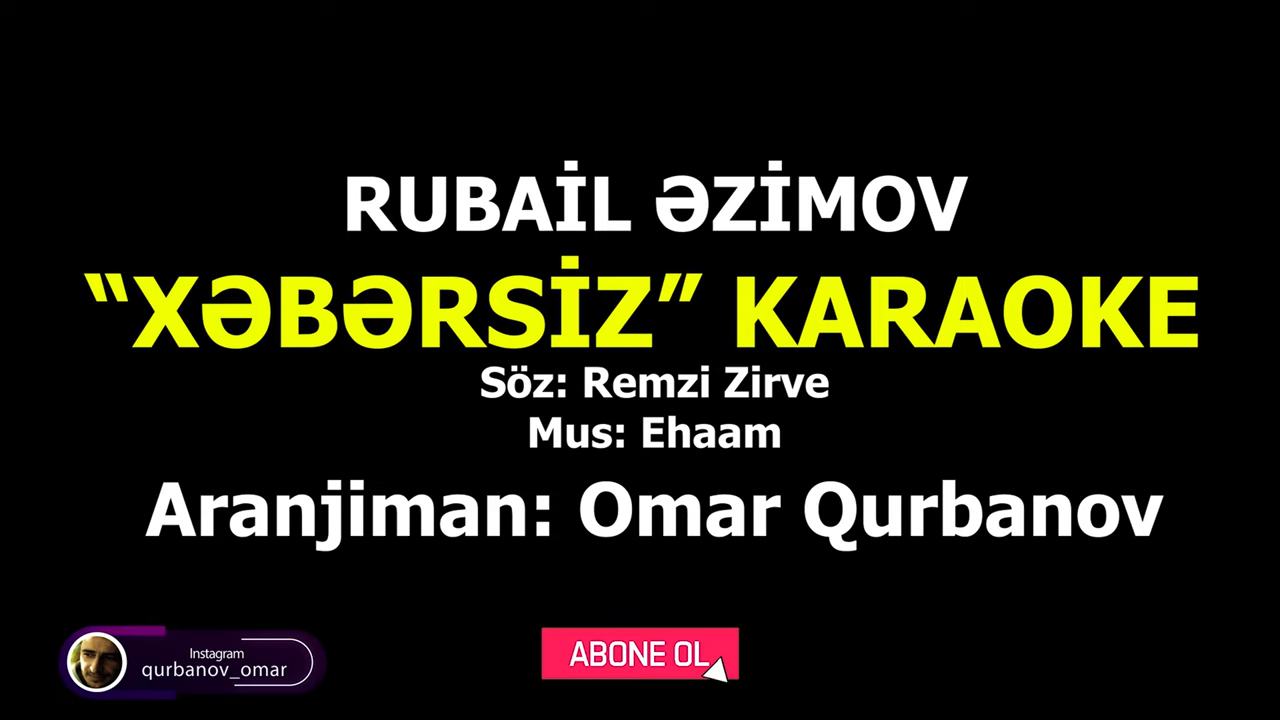 RUBAİL ƏZİMOV
“XƏBƏRSİZ” KARAOKE
Söz: Remzi Zirve
Mus: Ehaam
Aranjiman: Omar Qurbanov
Instagram
qurbanov_omar
ABONE OL